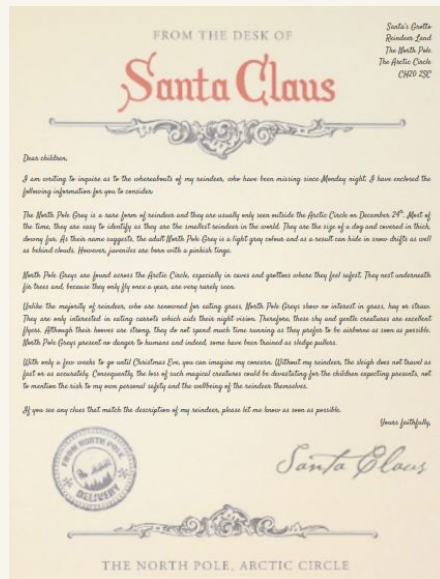 Santa's Grotto
Reindeer Land
The North Pole
The Arctic Circle
CH20 2SC
FROM THE DESK OF
Santa Claus
Dear children,
I am writing to inquire as to the whereabouts of my reindeer, who have been missing since Monday night. I have enclosed the
following information for you to consider.
The North Pole Grey is a rare form of reindeer and they are usually only seen outside the Arctic Circle on December 24th. Most of
the time, they are easy to identify as they are the smallest reindeer in the world. They are the size of a dog and covered in thick,
downy fur. As their name suggests, the adult North Pole Grey is a light grey colour and as a result can hide in snow drifts as well
as behind clouds. However, juveniles are born with a pinkish tinge.
North Pole Greys are found across the Arctic Circle, especially in caves and grottoes where they feel safest. They nest underneath
fir trees and, because they only fly once a year, are very rarely seen.
Unlike the majority of reindeer, who are renowned for eating grass, North Pole Greys show no interest in grass, hay or straw.
They are only interested in eating carrots which aids their night vision. Therefore, these shy and gentle creatures are excellent
flyers. Although their hooves are strong, they do not spend much time running as they prefer to be airborne as soon as possible.
North Pole Greys present no danger to humans and indeed, some have been trained as sledge pullers.
With only a few weeks to go until Christmas Eve, you can imagine my concern. Without my reindeer, the sleigh does not travel as
fast or as accurately. Consequently, the loss of such magical creatures could be devastating for the children expecting presents, not
to mention the risk to my own personal safety and the wellbeing of the reindeer themselves.
If you see any clues that match the description of my reindeer, please let me know as soon as possible.
Yours faithfully,
FROM NORTH POLE
DELIVERY
Santa Claus
THE NORTH POLE, ARCTIC CIRCLE